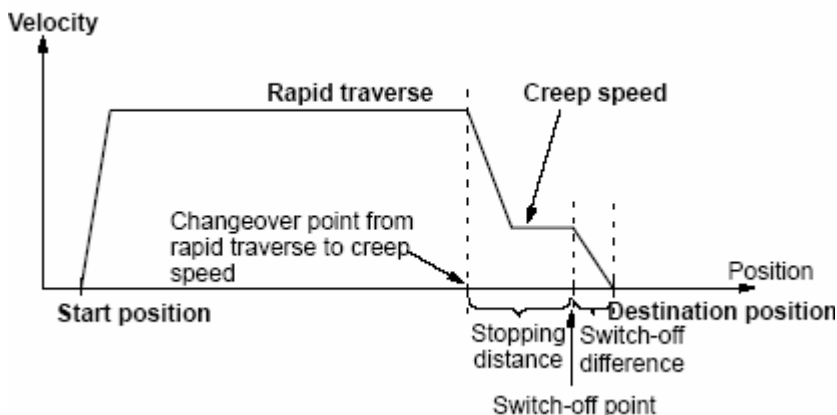 Velocity
Rapid traverse
Creep speed
Changeover point from
rapid traverse to creep
speed
Position
Start position
Destination position
Stopping
distance
Switch-off
difference
Switch-off point